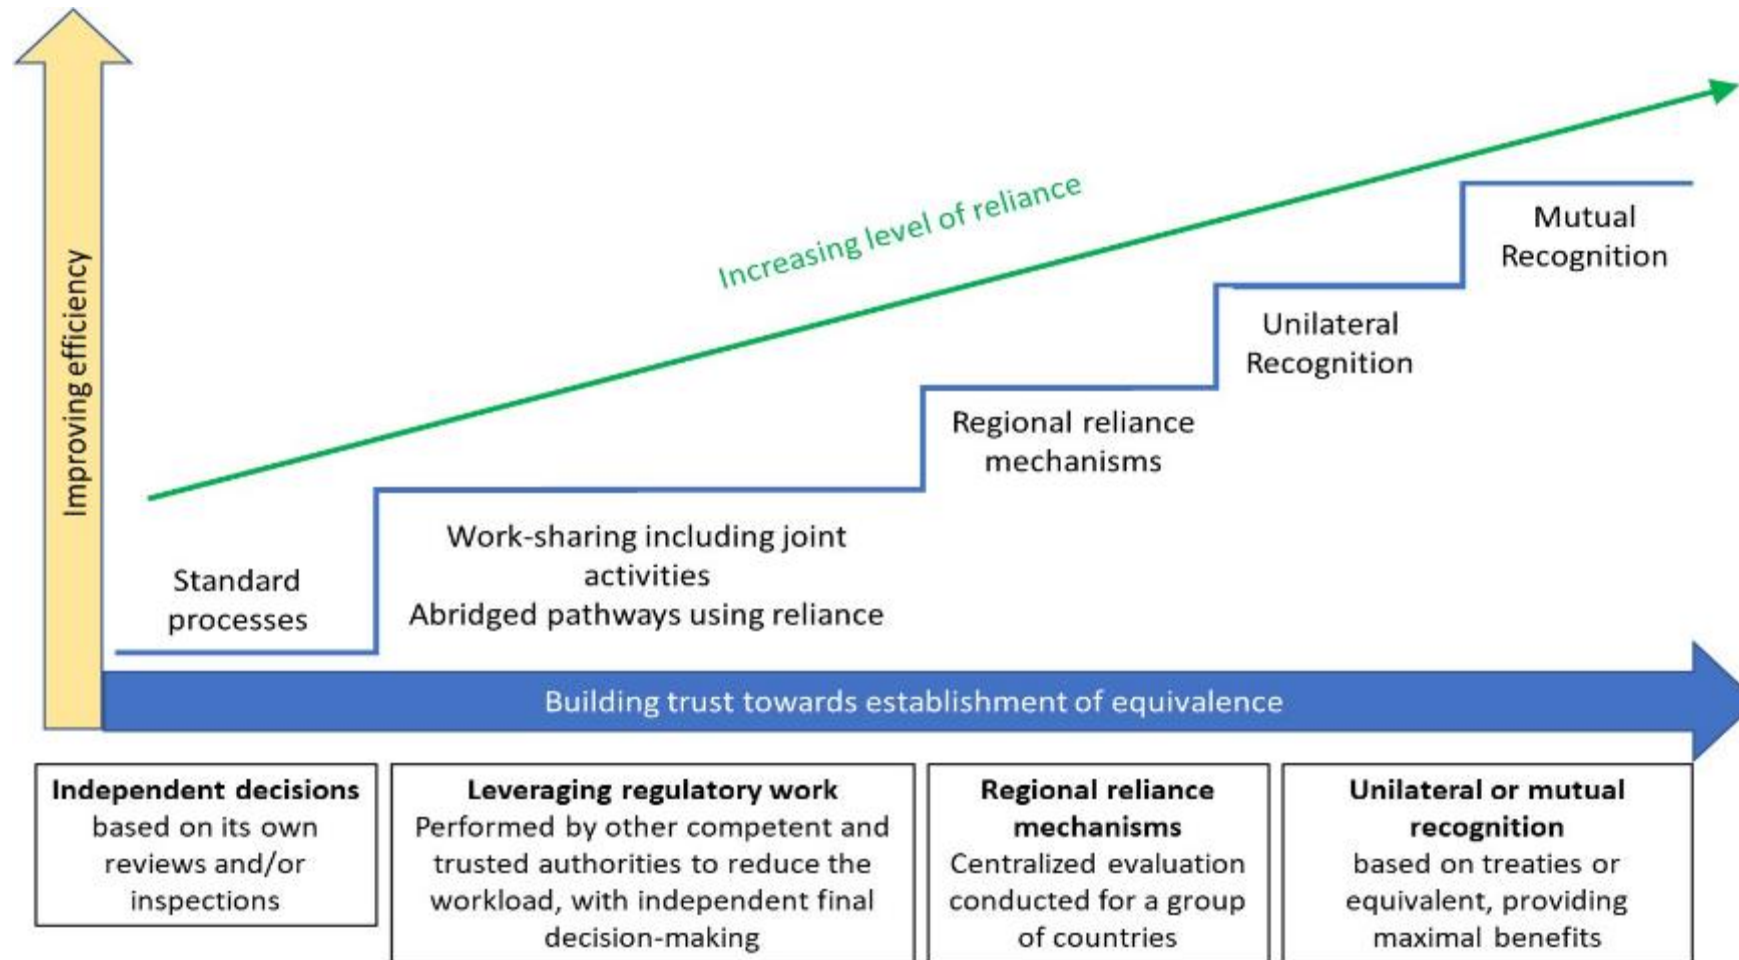 Improving efficiency
Increasing level of reliance
Standard
processes
Work-sharing including joint
activities
Abridged pathways using reliance
Regional reliance
mechanisms
Unilateral
Recognition
Mutual
Recognition
Building trust towards establishment of equivalence
Independent decisions
based on its own
reviews and/or
inspections
Leveraging regulatory work
Performed by other competent and
trusted authorities to reduce the
workload, with independent final
decision-making
Regional reliance
mechanisms
Centralized evaluation
conducted for a group
of countries
Unilateral or mutual
recognition
based on treaties or
equivalent, providing
maximal benefits